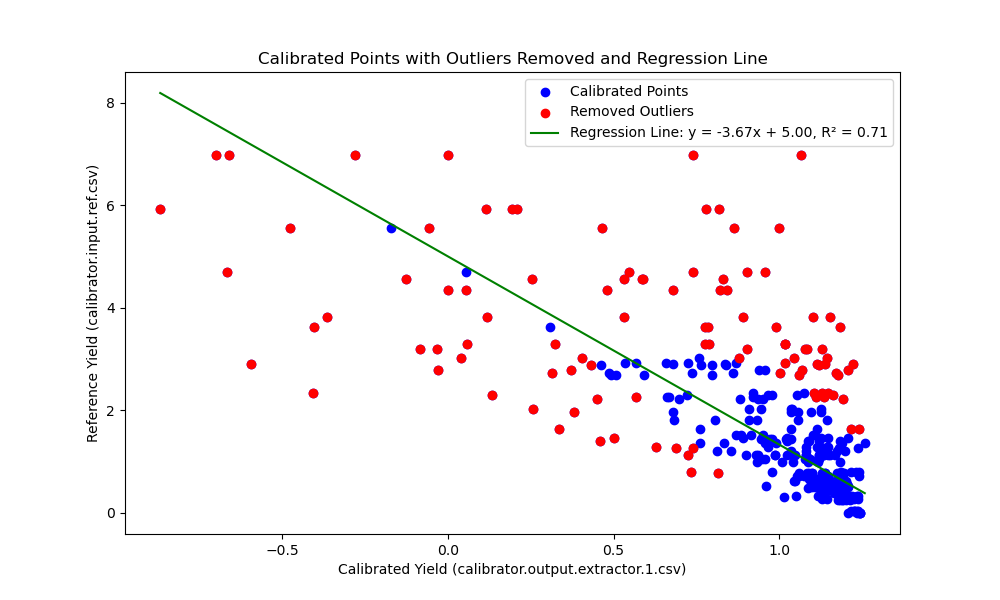 Calibrated Points with Outliers Removed and Regression Line
Calibrated Points
Removed Outliers
Regression Line: y = -3.67x + 5.00, R² = 0.71
Reference Yield (calibrator.input.ref.csv)
8
6
4
2
0
−0.5
0.0
0.5
1.0
Calibrated Yield (calibrator.output.extractor.1.csv)